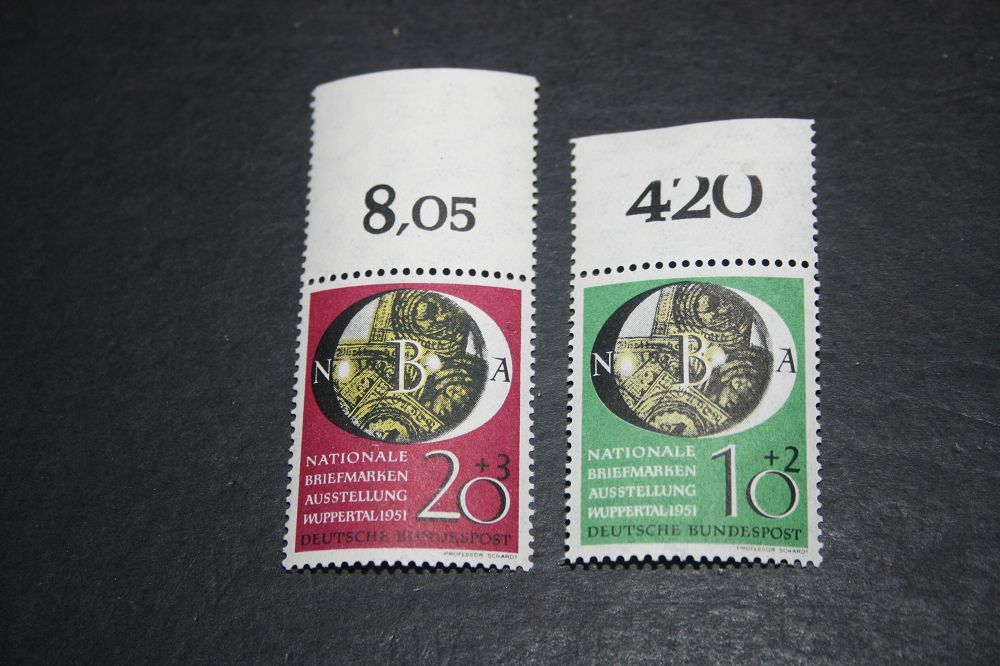 8,05
N B A
NATIONALE
BRIEFMARKEN
AUSSTELLUNG
WUPPERTAL 1951
20 +3
DEUTSCHE BUNDESPOST
PROFESSOR SCHARDT
420
N B A
NATIONALE
BRIEFMARKEN
AUSSTELLUNG
WUPPERTAL 1951
10 +2
DEUTSCHE BUNDESPOST
PROFESSOR SCHARDT